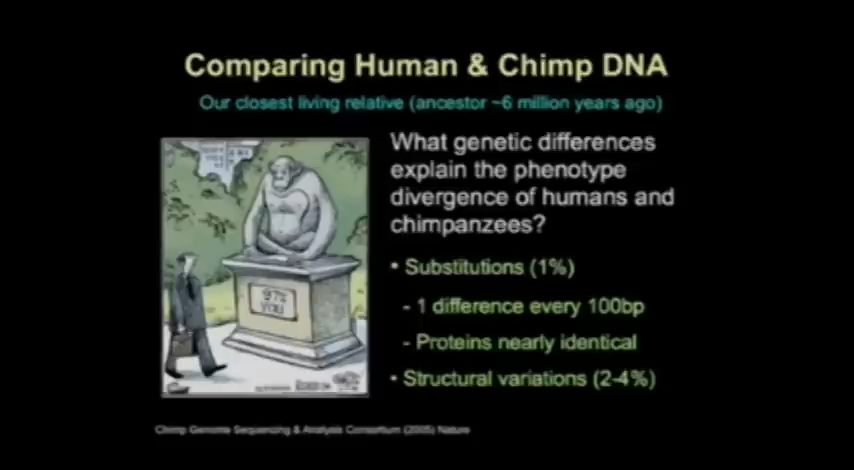 Comparing Human & Chimp DNA
Our closest living relative (ancestor ~6 million years ago)
What genetic differences
explain the phenotype
divergence of humans and
chimpanzees?
• Substitutions (1%)
- 1 difference every 100bp
- Proteins nearly identical
• Structural variations (2-4%)
YOU
Chimp Genome Sequencing & Analysis Consortium (2005) Nature